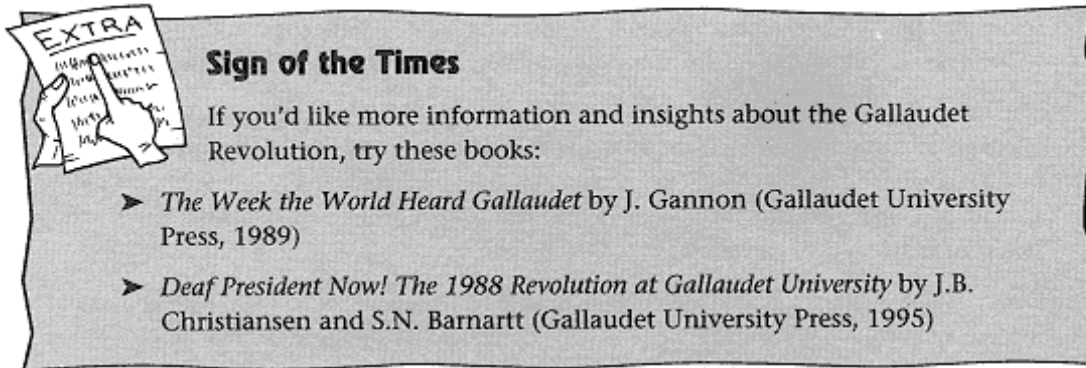 EXTRA
Sign of the Times
If you'd like more information and insights about the Gallaudet
Revolution, try these books:
➤ The Week the World Heard Gallaudet by J. Gannon (Gallaudet University
Press, 1989)
➤ Deaf President Now! The 1988 Revolution at Gallaudet University by J.B.
Christiansen and S.N. Barnartt (Gallaudet University Press, 1995)